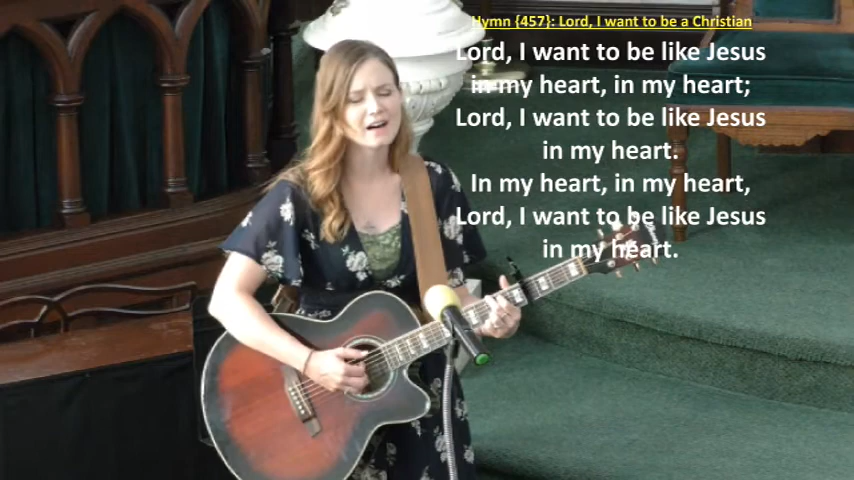 Hymn {457}: Lord, I want to be a Christian
Lord, I want to be like Jesus
in my heart, in my heart;
Lord, I want to be like Jesus
in my heart.
In my heart, in my heart,
Lord, I want to be like Jesus
in my heart.